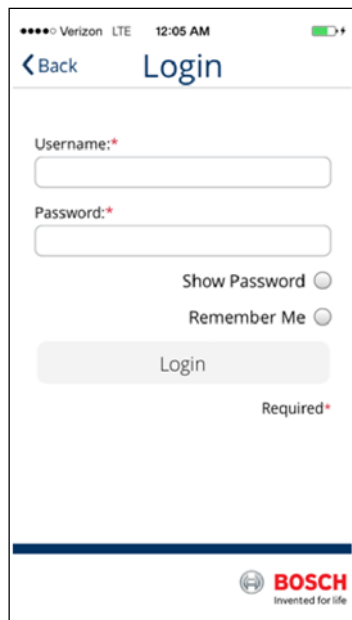 Verizon LTE 12:05 AM
Back Login
Username:*
Password:*
Show Password
Remember Me
Login
Required*
BOSCH
Invented for life